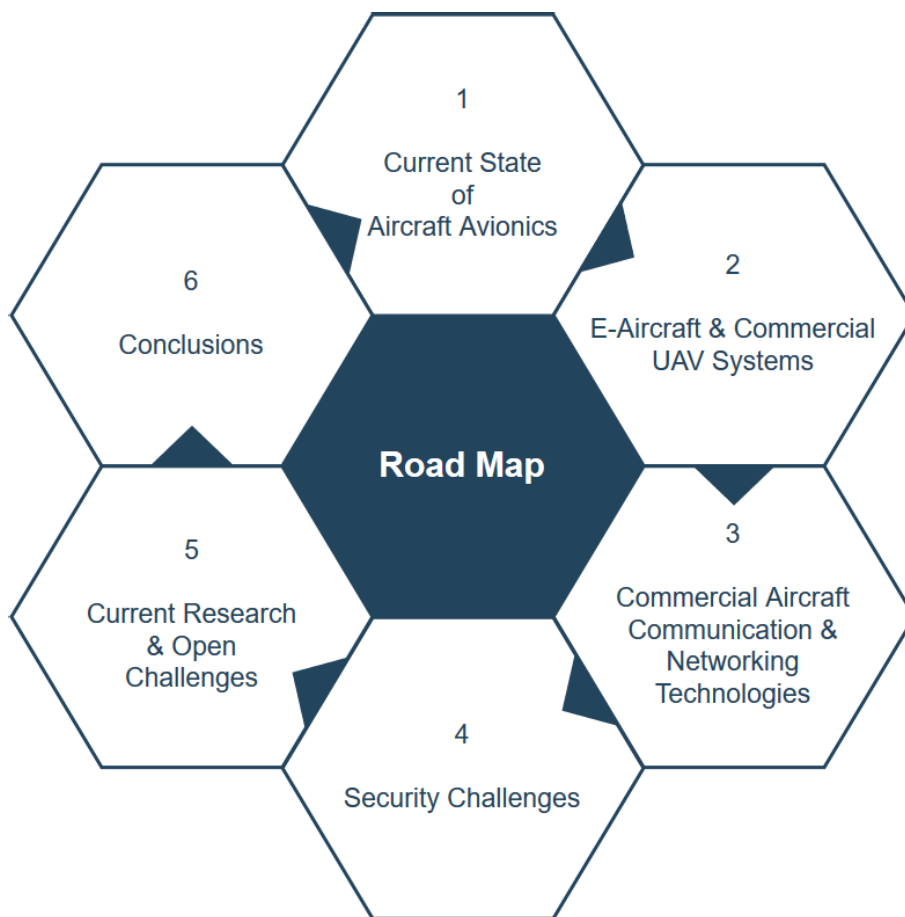 1
Current State
of
Aircraft Avionics
2
E-Aircraft & Commercial
UAV Systems
3
Commercial Aircraft
Communication &
Networking
Technologies
4
Security Challenges
5
Current Research
& Open
Challenges
6
Conclusions
Road Map